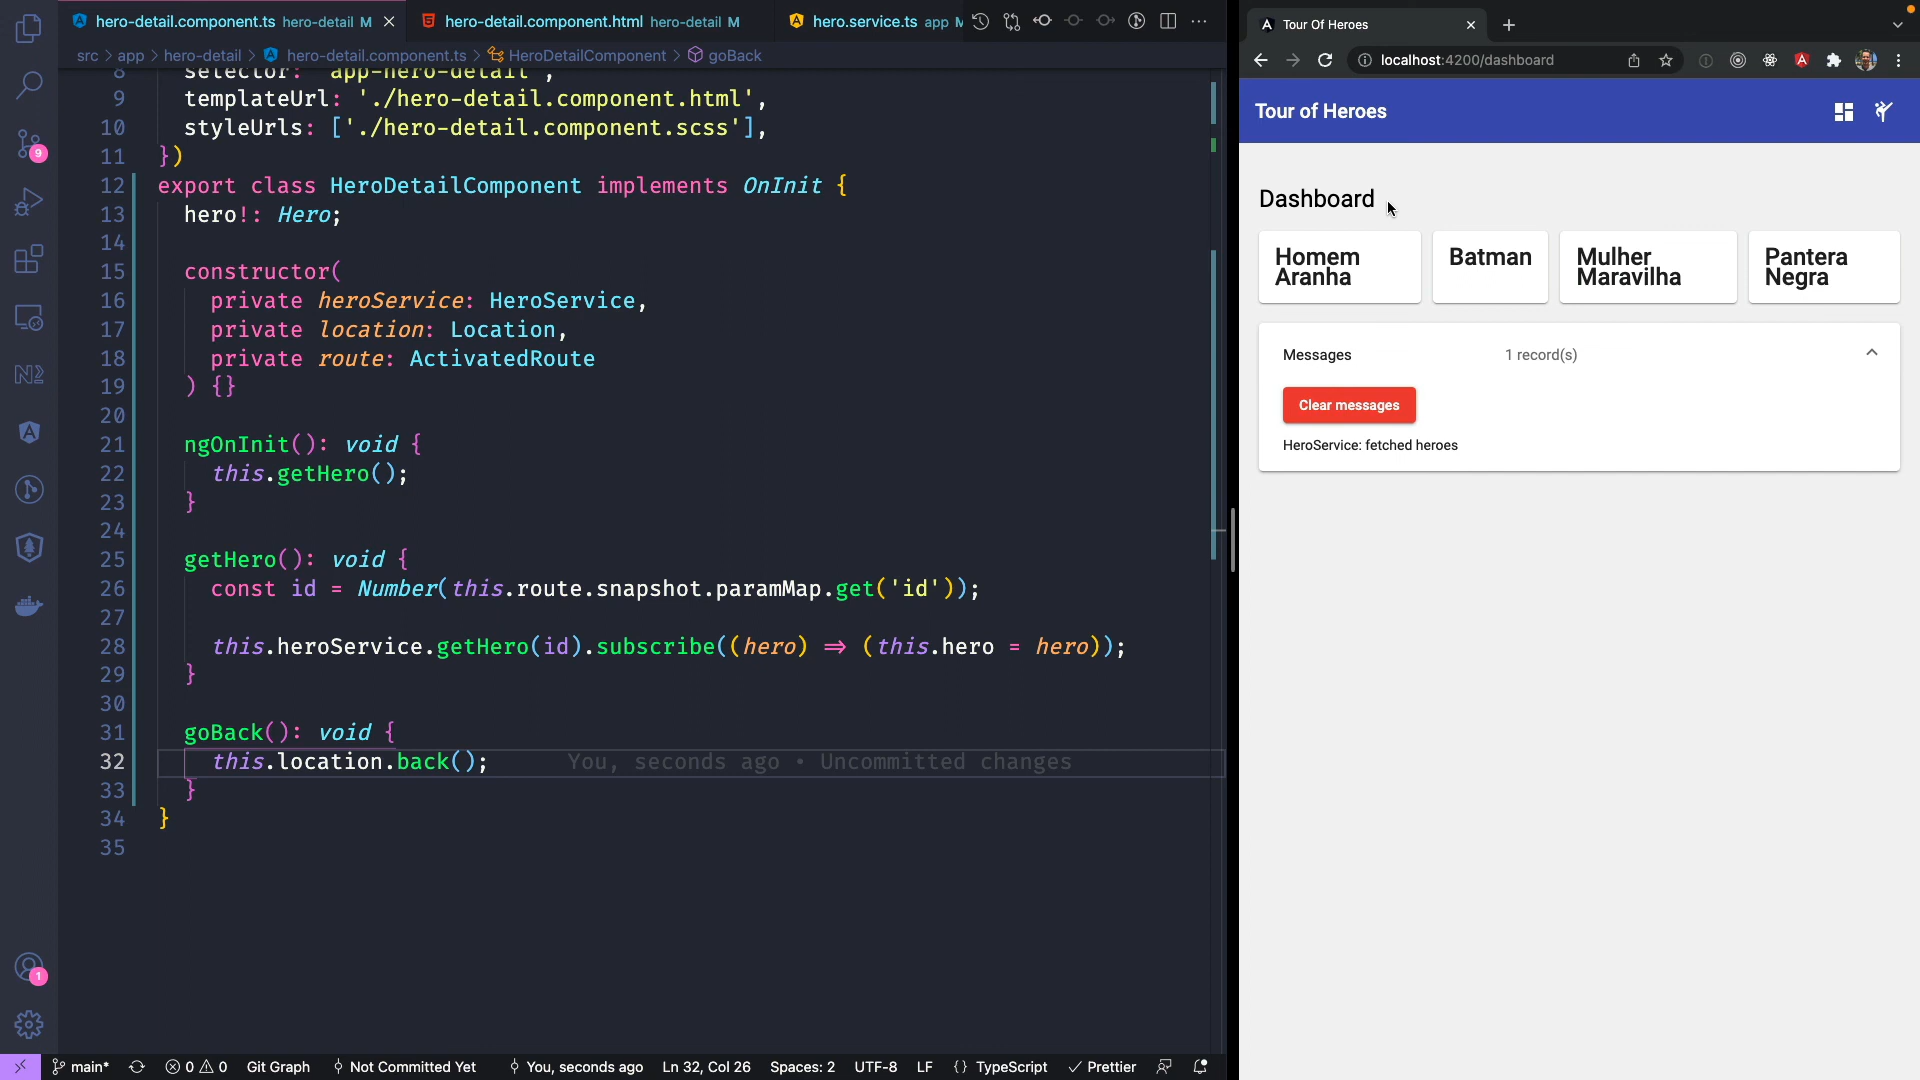 hero-detail.component.ts hero-detail M
hero-detail.component.html hero-detail M
hero.service.ts app
src > app > hero-detail > hero-detail.component.ts > HeroDetailComponent > goBack
8 selector: 'app-hero-detail',
9 templateUrl: './hero-detail.component.html',
10 styleUrls: ['./hero-detail.component.scss'],
11 })
12 export class HeroDetailComponent implements OnInit {
13 hero!: Hero;
14
15 constructor(
16 private heroService: HeroService,
17 private location: Location,
18 private route: ActivatedRoute
19 ) {}
20
21 ngOnInit(): void {
22 this.getHero();
23 }
24
25 getHero(): void {
26 const id = Number(this.route.snapshot.paramMap.get('id'));
27
28 this.heroService.getHero(id).subscribe((hero) => (this.hero = hero));
29 }
30
31 goBack(): void {
32 this.location.back(); You, seconds ago • Uncommitted changes
33 }
34 }
35
9
1
main* 0 0 Git Graph Not Committed Yet You, seconds ago Ln 32, Col 26 Spaces: 2 UTF-8 LF {} TypeScript Prettier
Tour Of Heroes
localhost:4200/dashboard
Tour of Heroes
Dashboard
Homem
Aranha
Batman
Mulher
Maravilha
Pantera
Negra
Messages 1 record(s)
Clear messages
HeroService: fetched heroes